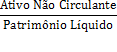 Ativo Não Circulante
Patrimônio Líquido